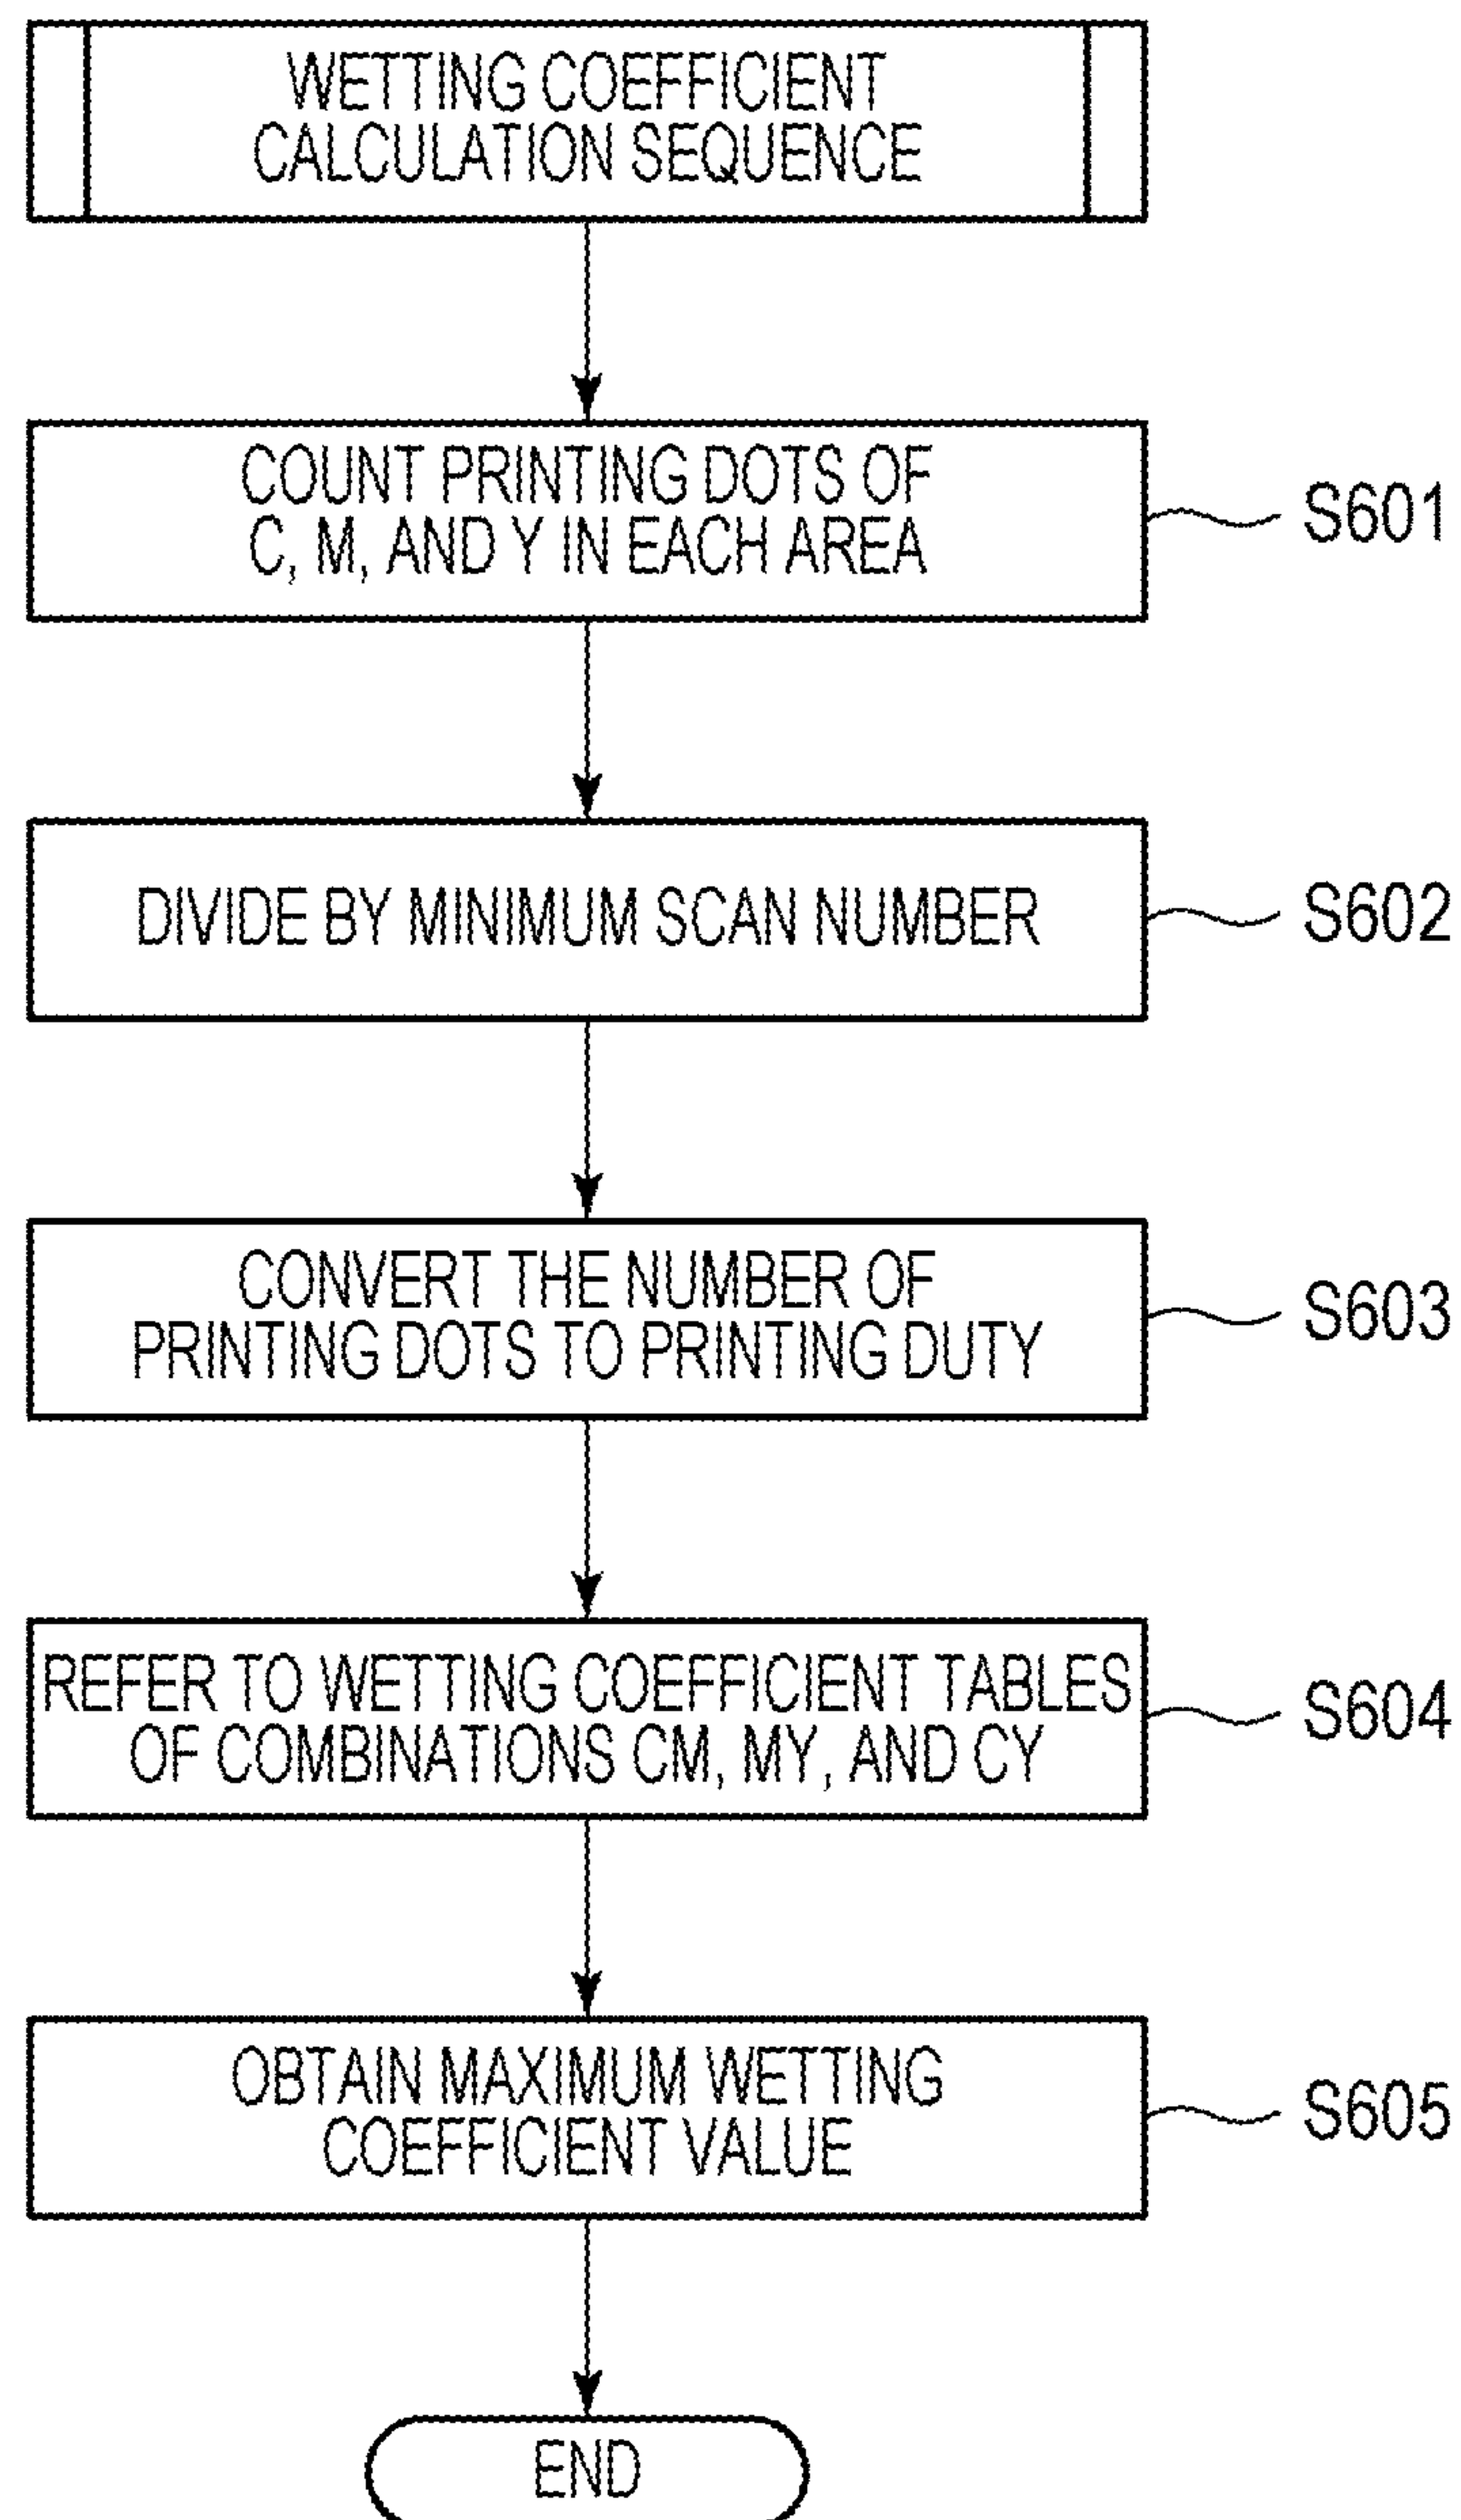 WETTING COEFFICIENT
CALCULATION SEQUENCE
COUNT PRINTING DOTS OF
C, M, AND Y IN EACH AREA
S601
DIVIDE BY MINIMUM SCAN NUMBER
S602
CONVERT THE NUMBER OF
PRINTING DOTS TO PRINTING DUTY
S603
REFER TO WETTING COEFFICIENT TABLES
OF COMBINATIONS CM, MY, AND CY
S604
OBTAIN MAXIMUM WETTING
COEFFICIENT VALUE
S605
END